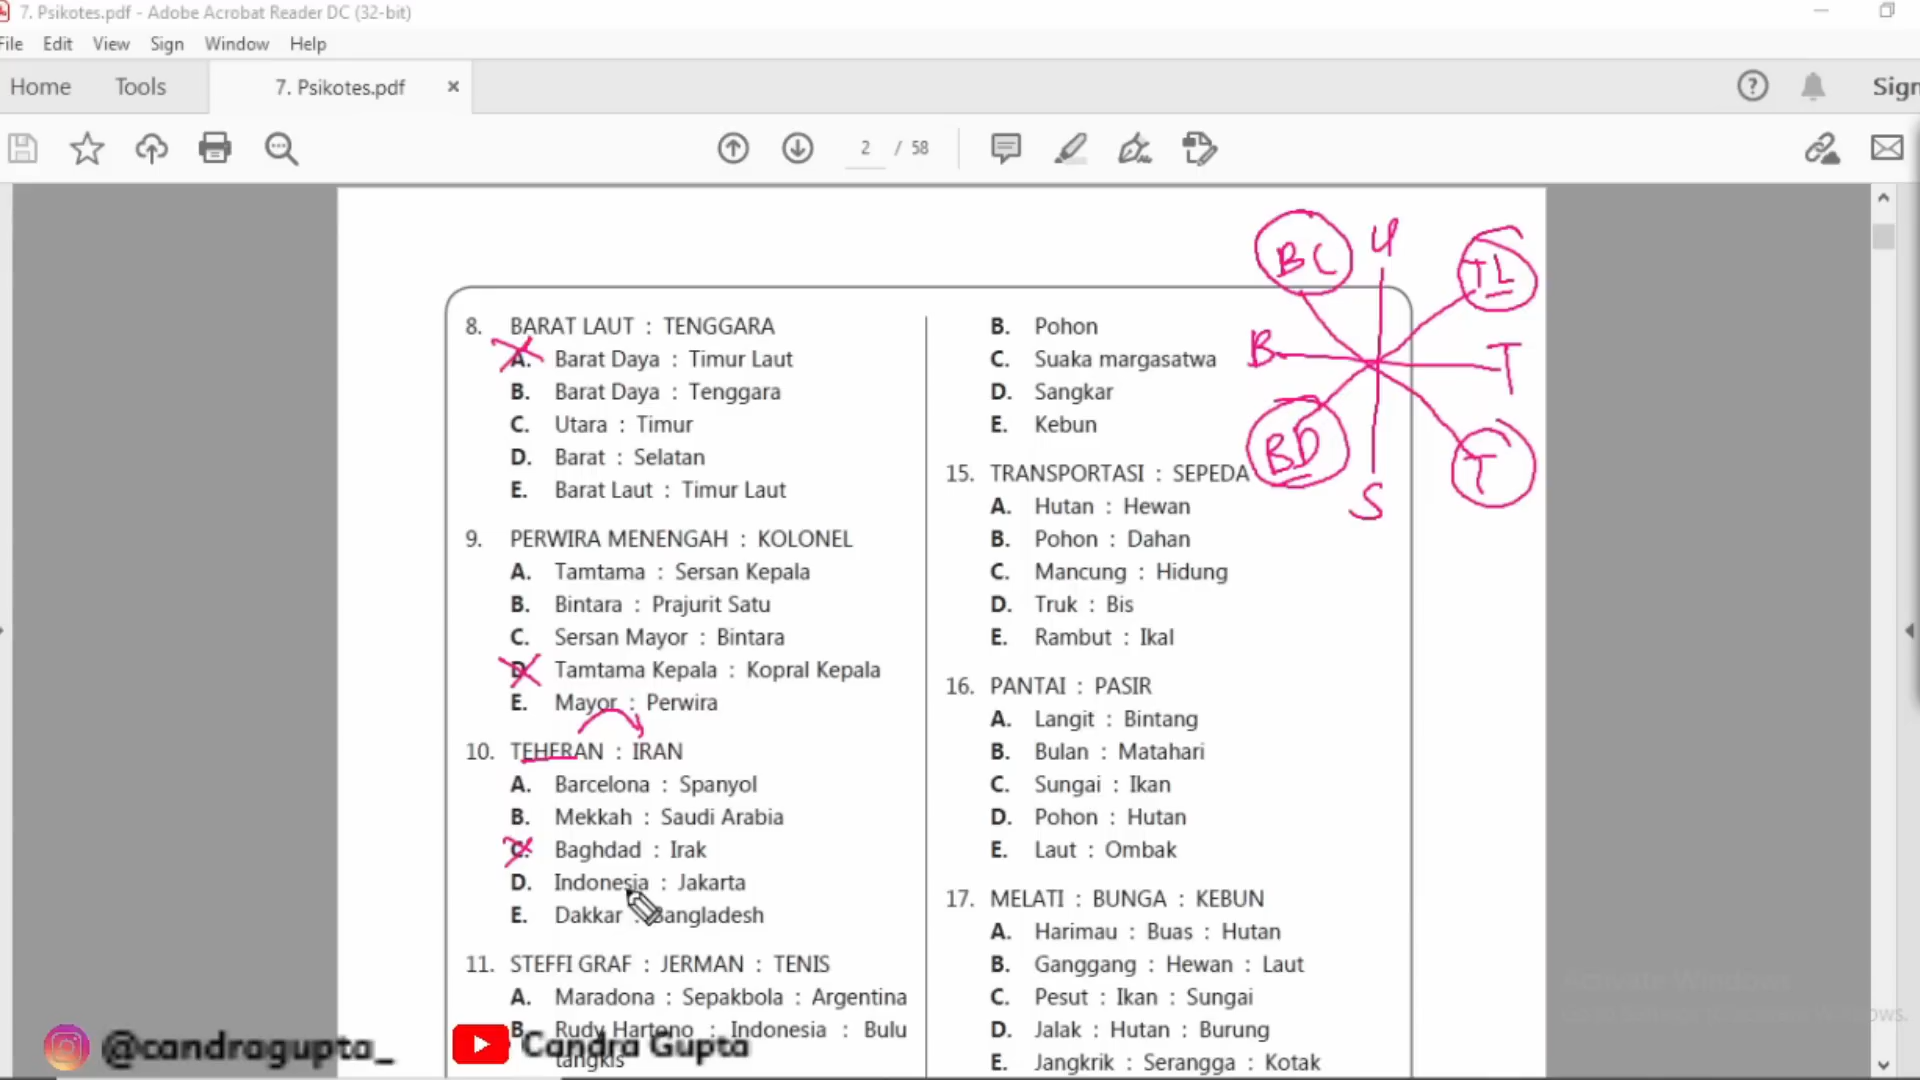 7. Psikotes.pdf - Adobe Acrobat Reader DC (32-bit)
File Edit View Sign Window Help
Home Tools 7. Psikotes.pdf × Sign
2 / 58
BL U TL
B T
BD S T
8. BARAT LAUT : TENGGARA
A. Barat Daya : Timur Laut
B. Barat Daya : Tenggara
C. Utara : Timur
D. Barat : Selatan
E. Barat Laut : Timur Laut
9. PERWIRA MENENGAH : KOLONEL
A. Tamtama : Sersan Kepala
B. Bintara : Prajurit Satu
C. Sersan Mayor : Bintara
D. Tamtama Kepala : Kopral Kepala
E. Mayor : Perwira
10. TEHERAN : IRAN
A. Barcelona : Spanyol
B. Mekkah : Saudi Arabia
C. Baghdad : Irak
D. Indonesia : Jakarta
E. Dakkar : Bangladesh
11. STEFFI GRAF : JERMAN : TENIS
A. Maradona : Sepakbola : Argentina
B. Rudy Hartono : Indonesia : Bulu
tangkis
B. Pohon
C. Suaka margasatwa
D. Sangkar
E. Kebun
15. TRANSPORTASI : SEPEDA
A. Hutan : Hewan
B. Pohon : Dahan
C. Mancung : Hidung
D. Truk : Bis
E. Rambut : Ikal
16. PANTAI : PASIR
A. Langit : Bintang
B. Bulan : Matahari
C. Sungai : Ikan
D. Pohon : Hutan
E. Laut : Ombak
17. MELATI : BUNGA : KEBUN
A. Harimau : Buas : Hutan
B. Ganggang : Hewan : Laut
C. Pesut : Ikan : Sungai
D. Jalak : Hutan : Burung
E. Jangkrik : Serangga : Kotak
Activate Windows
@candragupta_ Candra Gupta